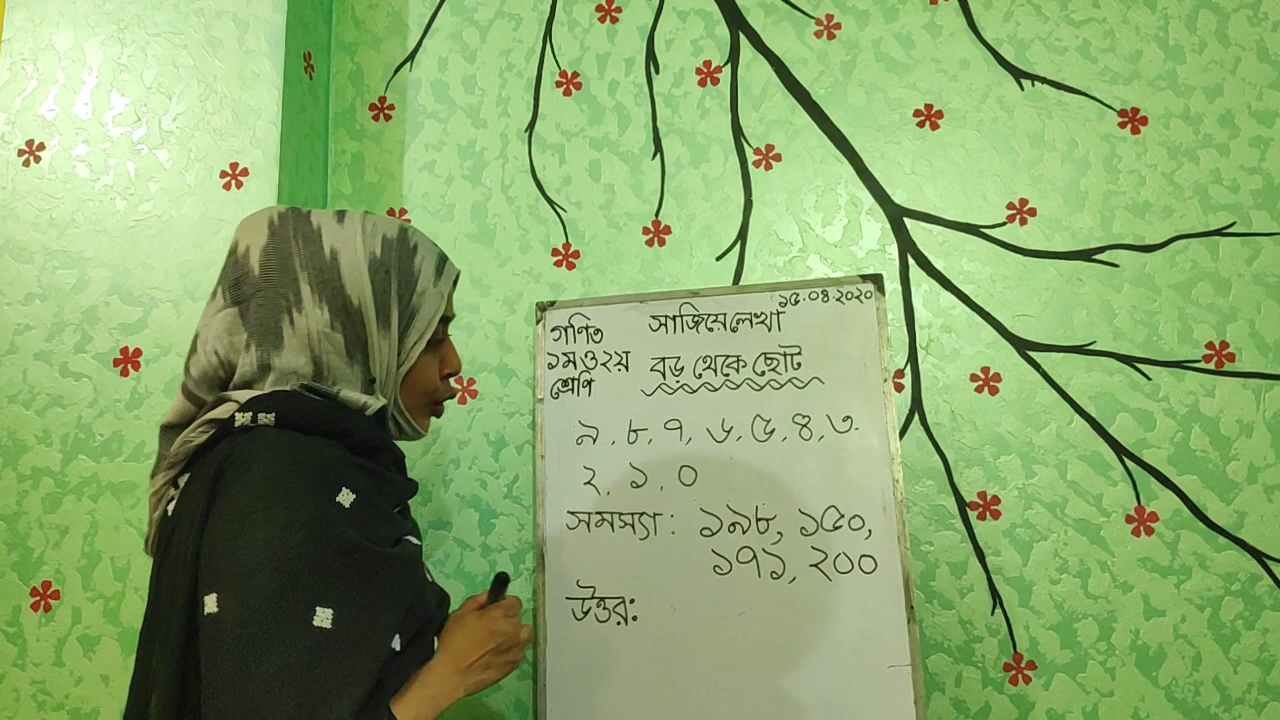 ১৫.০৪.২০২০
গণিত
১ম ও ২য়
শ্রেণি
সাজিয়ে লেখা
বড় থেকে ছোট
৯, ৮, ৭, ৬, ৫, ৪, ৩,
২, ১, ০
সমস্যা: ১৯৮, ১৫০,
১৭১, ২০০
উত্তর: